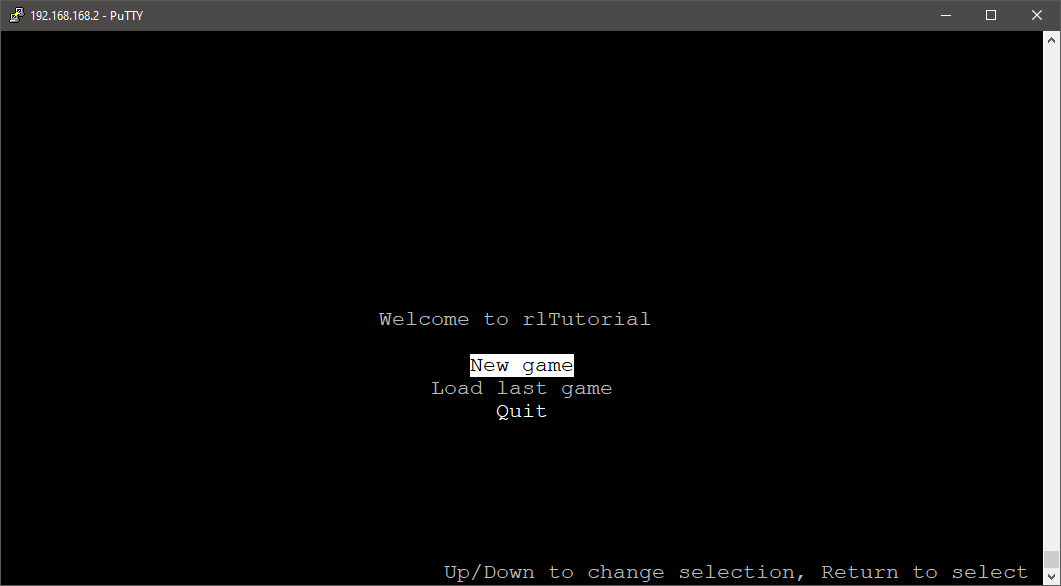 192.168.168.2 - PuTTY
Welcome to rlTutorial
New game
Load last game
Quit
Up/Down to change selection, Return to select